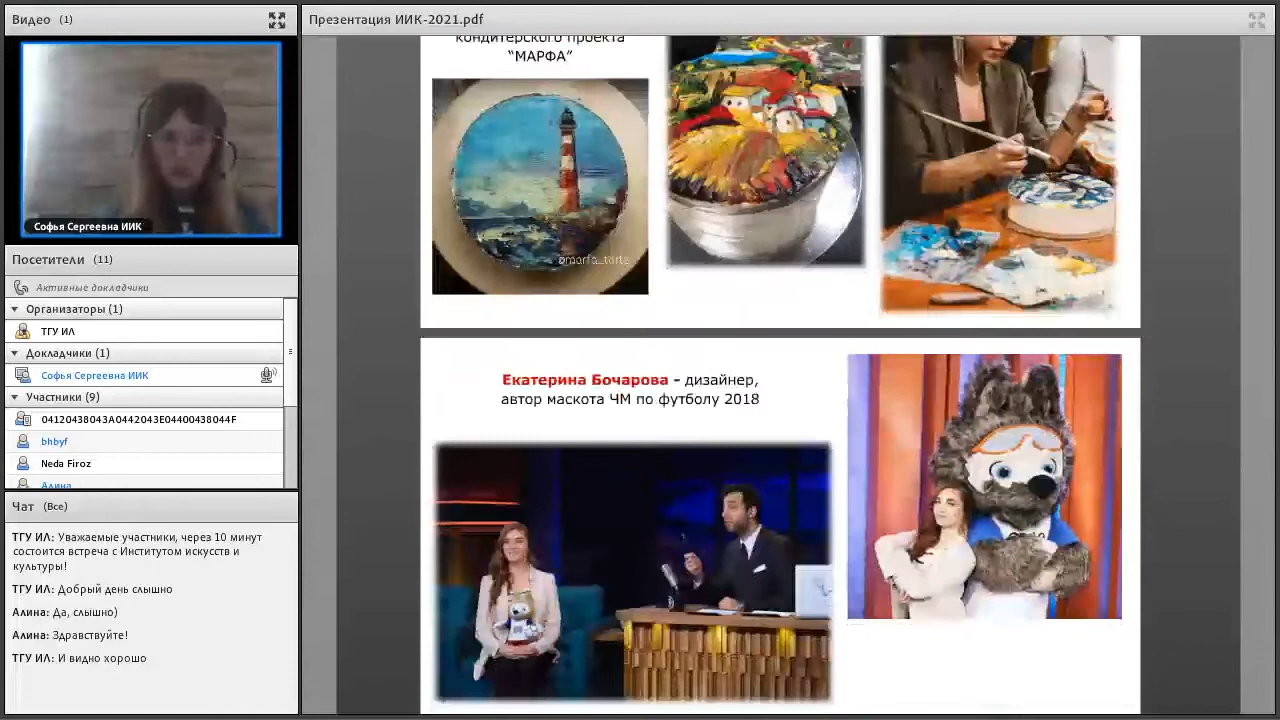 Видео (1)
Софья Сергеевна ИИК
Посетители (11)
Активные докладчики
Организаторы (1)
ТГУ ИЛ
Докладчики (1)
Софья Сергеевна ИИК
Участники (9)
04120438043A0442043E04400438044F
bhbyf
Neda Firoz
Алина
Чат (Все)
ТГУ ИЛ: Уважаемые участники, через 10 минут
состоится встреча с Институтом искусств и
культуры!
ТГУ ИЛ: Добрый день слышно
Алина: Да, слышно)
Алина: Здравствуйте!
ТГУ ИЛ: И видно хорошо
Презентация ИИК-2021.pdf
кондитерского проекта
“МАРФА”
@marfa_torta
Екатерина Бочарова – дизайнер,
автор маскота ЧМ по футболу 2018